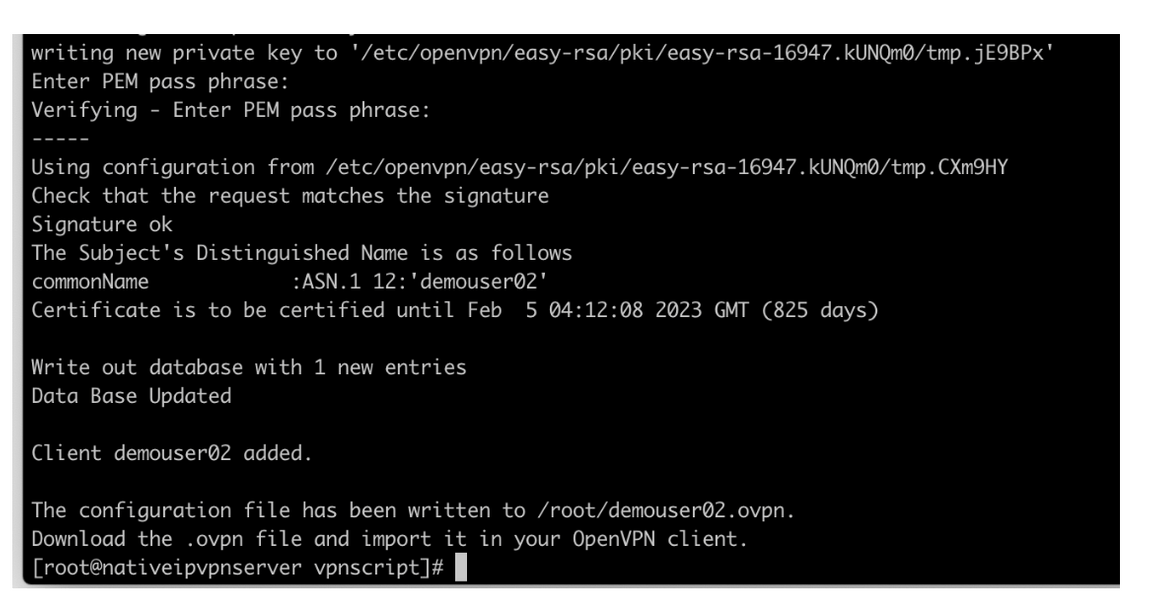 writing new private key to '/etc/openvpn/easy-rsa/pki/easy-rsa-16947.kUNQm0/tmp.jE9BPx'
Enter PEM pass phrase:
Verifying - Enter PEM pass phrase:
-----
Using configuration from /etc/openvpn/easy-rsa/pki/easy-rsa-16947.kUNQm0/tmp.CXm9HY
Check that the request matches the signature
Signature ok
The Subject's Distinguished Name is as follows
commonName            :ASN.1 12:'demouser02'
Certificate is to be certified until Feb  5 04:12:08 2023 GMT (825 days)

Write out database with 1 new entries
Data Base Updated

Client demouser02 added.

The configuration file has been written to /root/demouser02.ovpn.
Download the .ovpn file and import it in your OpenVPN client.
[root@nativeipvpnserver vpnscript]#